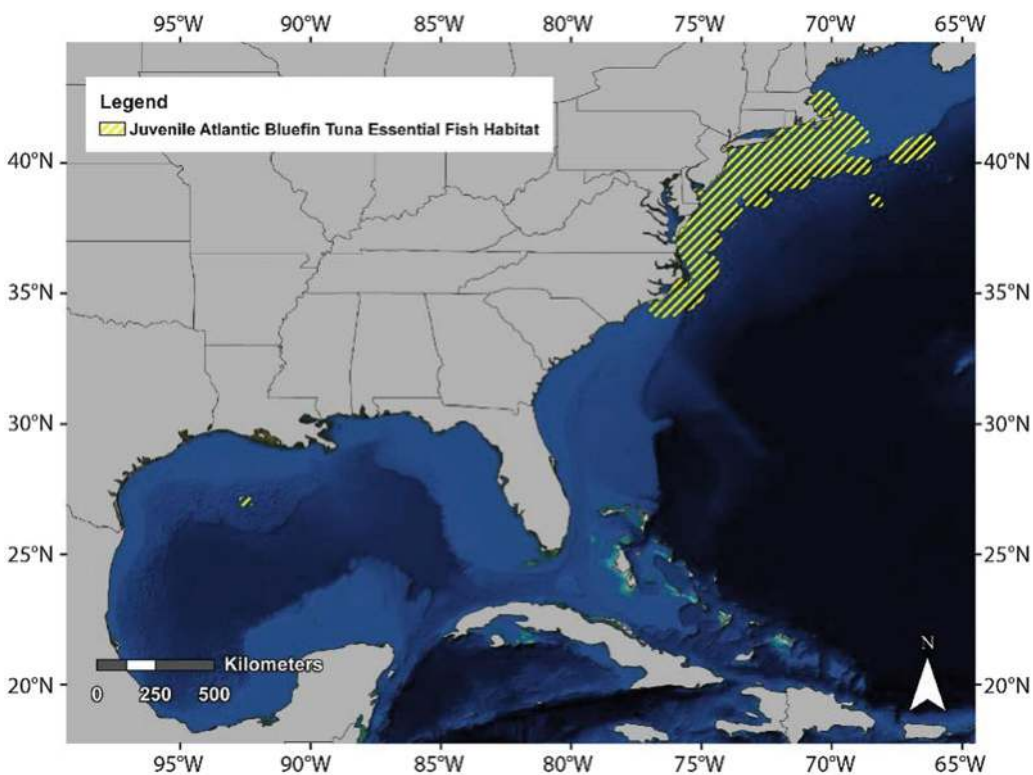 95°W 90°W 85°W 80°W 75°W 70°W 65°W
Legend
Juvenile Atlantic Bluefin Tuna Essential Fish Habitat
40°N 40°N
35°N 35°N
30°N 30°N
25°N 25°N
N
Kilometers
0 250 500
20°N 20°N
95°W 90°W 85°W 80°W 75°W 70°W 65°W